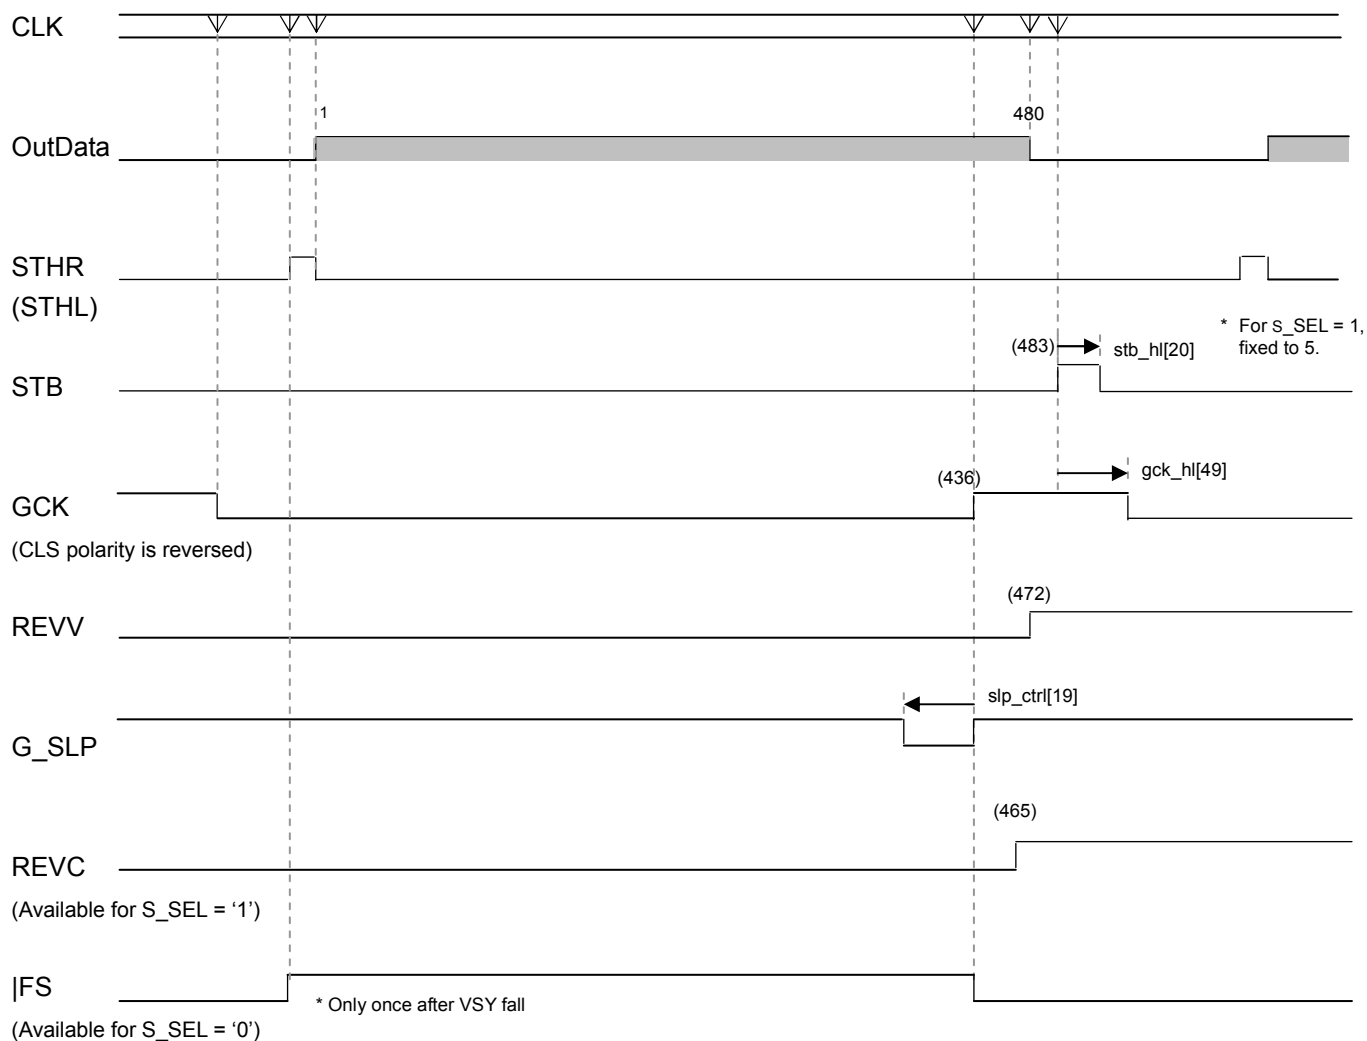 CLK
1
480
OutData
STHR
(STHL)
* For S_SEL = 1,
fixed to 5.
(483)
stb_hl[20]
STB
(436)
gck_hl[49]
GCK
(CLS polarity is reversed)
(472)
REVV
slp_ctrl[19]
G_SLP
(465)
REVC
(Available for S_SEL = ‘1’)
|FS
* Only once after VSY fall
(Available for S_SEL = ‘0’)